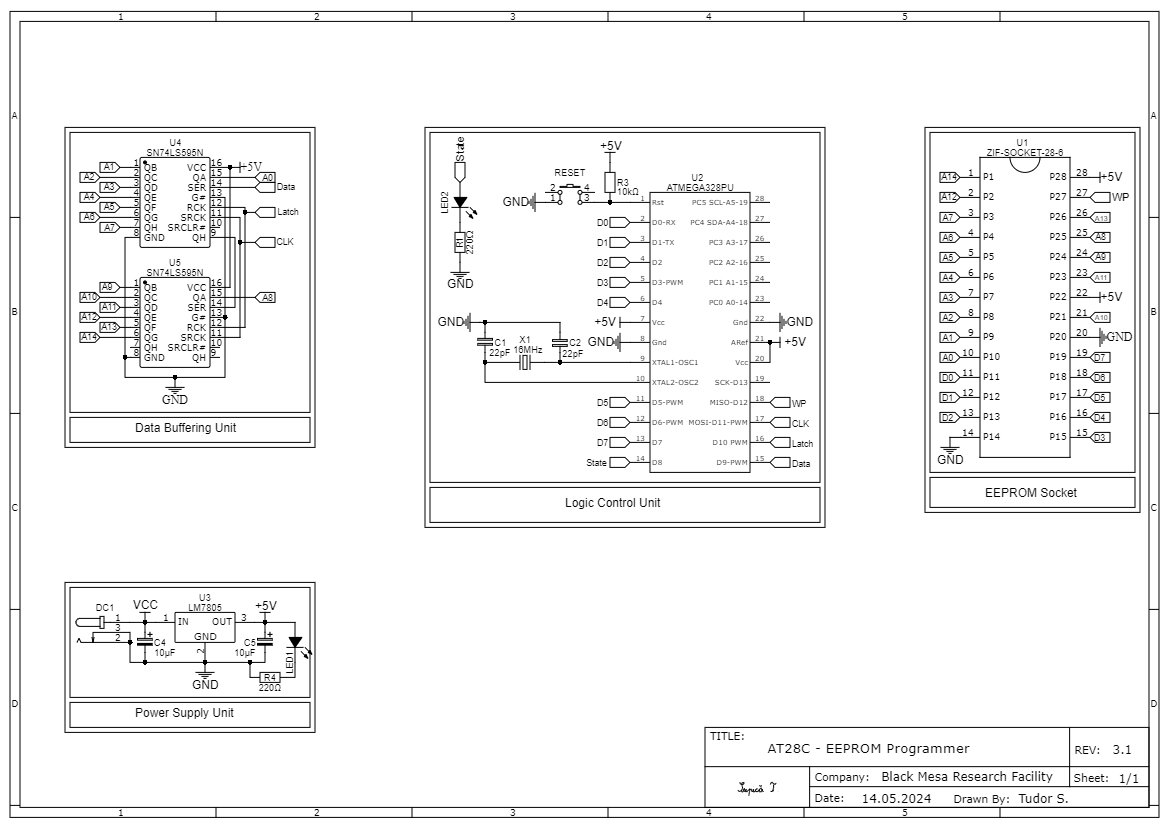 1 2 3 4 5
A A
B B
C C
D D
U4
SN74LS595N
A1 1 QB VCC 16 +5V
A2 2 QC QA 15 A0
A3 3 QD SER 14 Data
A4 4 QE G# 13
A5 5 QF RCK 12 Latch
A6 6 QG SRCK 11
A7 7 QH SRCLR# 10
8 GND QH 9 CLK
U5
SN74LS595N
A9 1 QB VCC 16
A10 2 QC QA 15 A8
A11 3 QD SER 14
A12 4 QE G# 13
A13 5 QF RCK 12
A14 6 QG SRCK 11
7 QH SRCLR# 10
8 GND QH 9
GND
Data Buffering Unit
State
LED2
R1
220Ω
GND
RESET
GND 2 4
1 3
+5V
R3
10kΩ
U2
ATMEGA328PU
1 Rst PC5 SCL-A5-19 28
D0 2 D0-RX PC4 SDA-A4-18 27
D1 3 D1-TX PC3 A3-17 26
D2 4 D2 PC2 A2-16 25
D3 5 D3-PWM PC1 A1-15 24
D4 6 D4 PC0 A0-14 23
+5V 7 Vcc Gnd 22 GND
GND 8 Gnd ARef 21 +5V
9 XTAL1-OSC1 Vcc 20
10 XTAL2-OSC2 SCK-D13 19
D5 11 D5-PWM MISO-D12 18 WP
D6 12 D6-PWM MOSI-D11-PWM 17 CLK
D7 13 D7 D10 PWM 16 Latch
State 14 D8 D9-PWM 15 Data
GND
C1
22pF
X1
16MHz
C2
22pF
Logic Control Unit
U1
ZIF-SOCKET-28-6
A14 1 P1 P28 28 +5V
A12 2 P2 P27 27 WP
A7 3 P3 P26 26 A13
A6 4 P4 P25 25 A8
A5 5 P5 P24 24 A9
A4 6 P6 P23 23 A11
A3 7 P7 P22 22 +5V
A2 8 P8 P21 21 A10
A1 9 P9 P20 20 GND
A0 10 P10 P19 19 D7
D0 11 P11 P18 18 D6
D1 12 P12 P17 17 D5
D2 13 P13 P16 16 D4
14 P14 P15 15 D3
GND
EEPROM Socket
DC1
1
3
2
VCC
C4
10µF
U3
LM7805
1 IN OUT 3
GND
2
GND
+5V
C5
10µF
LED1
R4
220Ω
Power Supply Unit
TITLE:
AT28C - EEPROM Programmer
REV: 3.1
Company: Black Mesa Research Facility
Sheet: 1/1
Date: 14.05.2024 Drawn By: Tudor S.
1 2 3 4 5